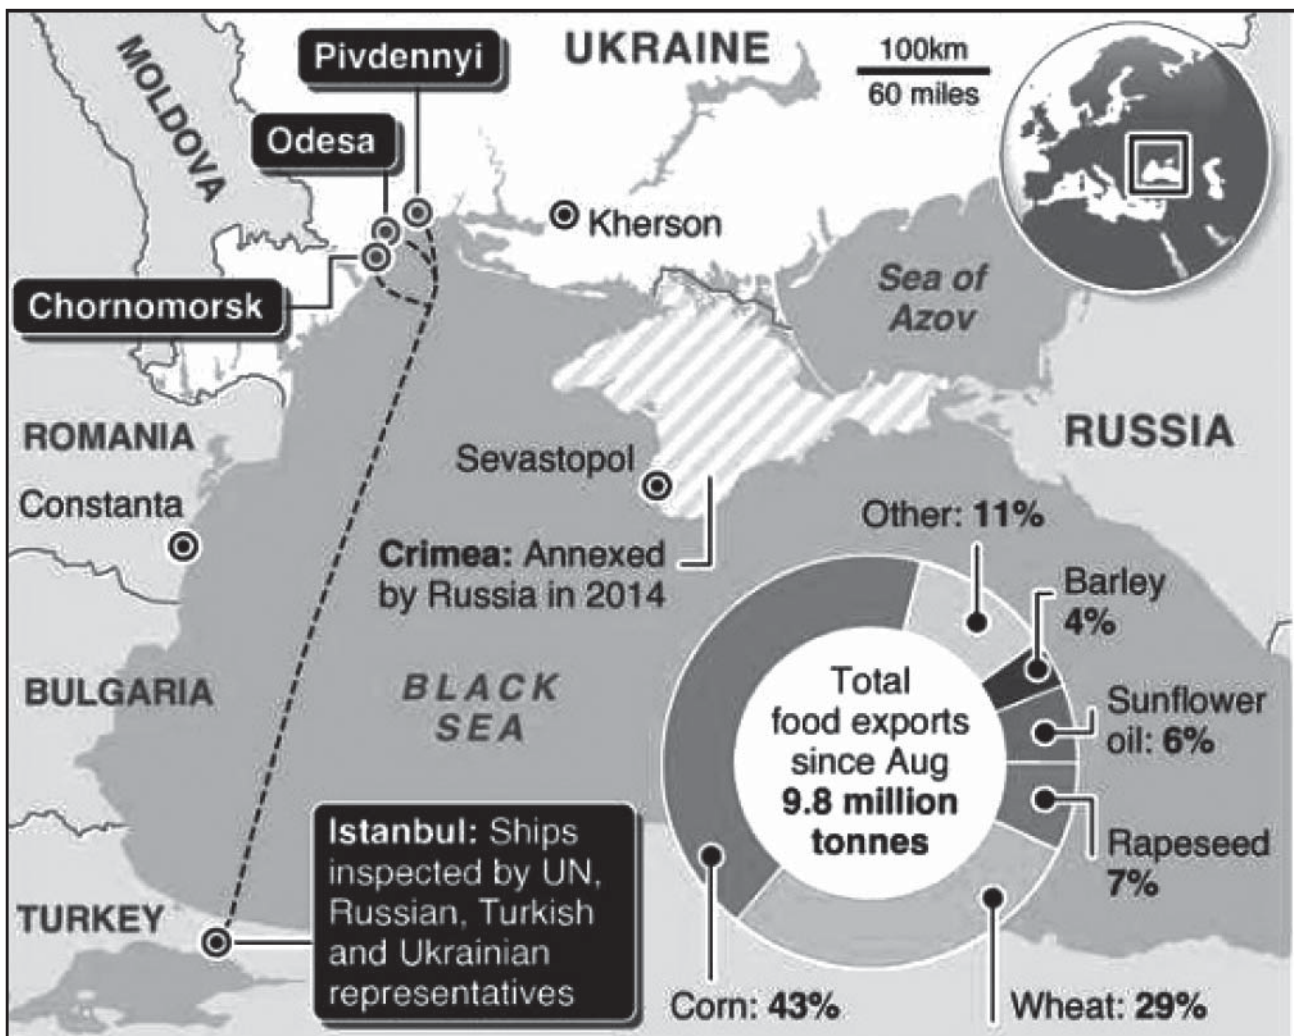 Pivdennyi
UKRAINE
100km
60 miles
MOLDOVA
Odesa
Kherson
Chornomorsk
Sea of
Azov
ROMANIA
RUSSIA
Constanta
Sevastopol
Crimea: Annexed
by Russia in 2014
Other: 11%
Barley
4%
BULGARIA
BLACK
SEA
Total
food exports
since Aug
9.8 million
tonnes
Sunflower
oil: 6%
Rapeseed
7%
TURKEY
Istanbul: Ships
inspected by UN,
Russian, Turkish
and Ukrainian
representatives
Corn: 43%
Wheat: 29%